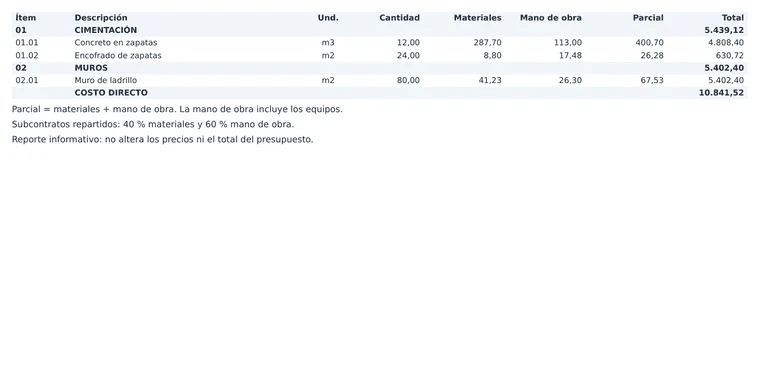 Ítem Descripción Und. Cantidad Materiales Mano de obra Parcial Total
01 CIMENTACIÓN 5.439,12
01.01 Concreto en zapatas m3 12,00 287,70 113,00 400,70 4.808,40
01.02 Encofrado de zapatas m2 24,00 8,80 17,48 26,28 630,72
02 MUROS 5.402,40
02.01 Muro de ladrillo m2 80,00 41,23 26,30 67,53 5.402,40
COSTO DIRECTO 10.841,52
Parcial = materiales + mano de obra. La mano de obra incluye los equipos.
Subcontratos repartidos: 40 % materiales y 60 % mano de obra.
Reporte informativo: no altera los precios ni el total del presupuesto.